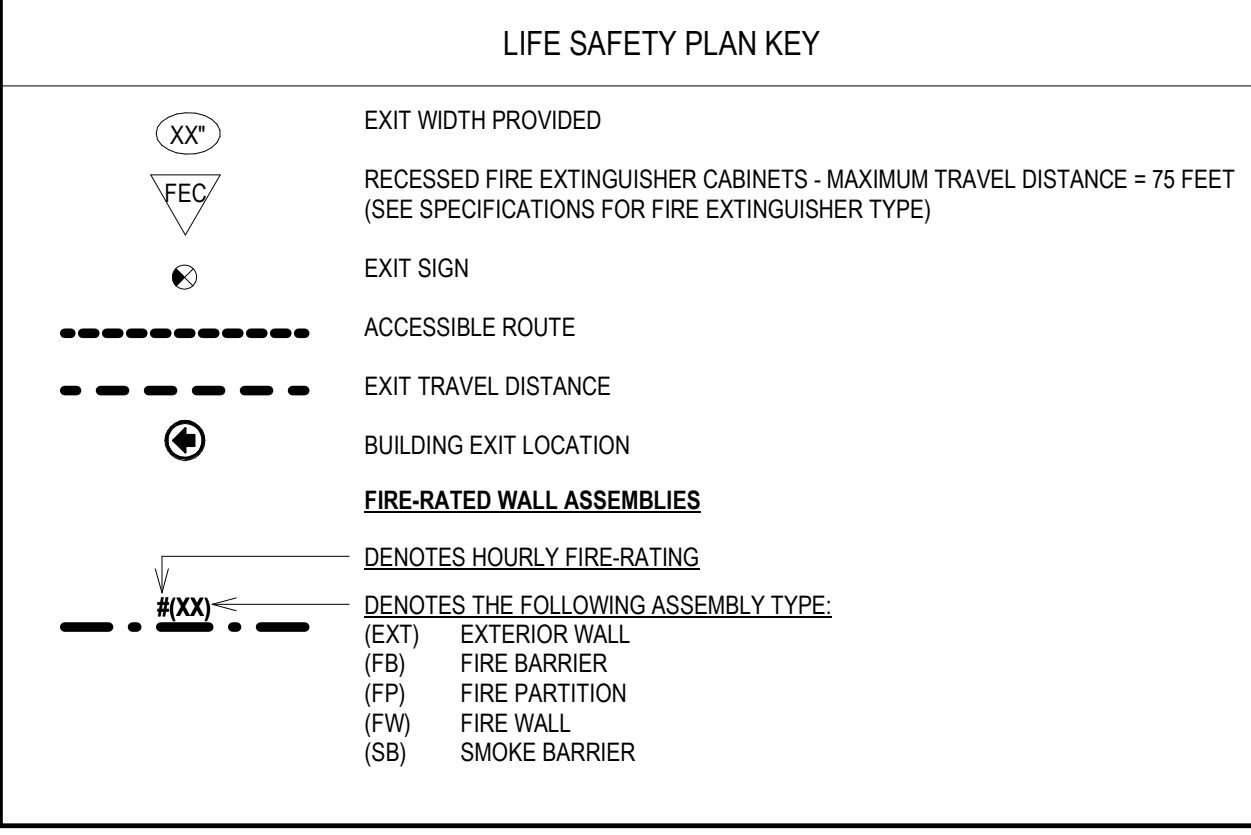 LIFE SAFETY PLAN KEY
XX" EXIT WIDTH PROVIDED
FEC RECESSED FIRE EXTINGUISHER CABINETS - MAXIMUM TRAVEL DISTANCE = 75 FEET
(SEE SPECIFICATIONS FOR FIRE EXTINGUISHER TYPE)
EXIT SIGN
ACCESSIBLE ROUTE
EXIT TRAVEL DISTANCE
BUILDING EXIT LOCATION
FIRE-RATED WALL ASSEMBLIES
DENOTES HOURLY FIRE-RATING
#(XX) DENOTES THE FOLLOWING ASSEMBLY TYPE:
(EXT) EXTERIOR WALL
(FB) FIRE BARRIER
(FP) FIRE PARTITION
(FW) FIRE WALL
(SB) SMOKE BARRIER